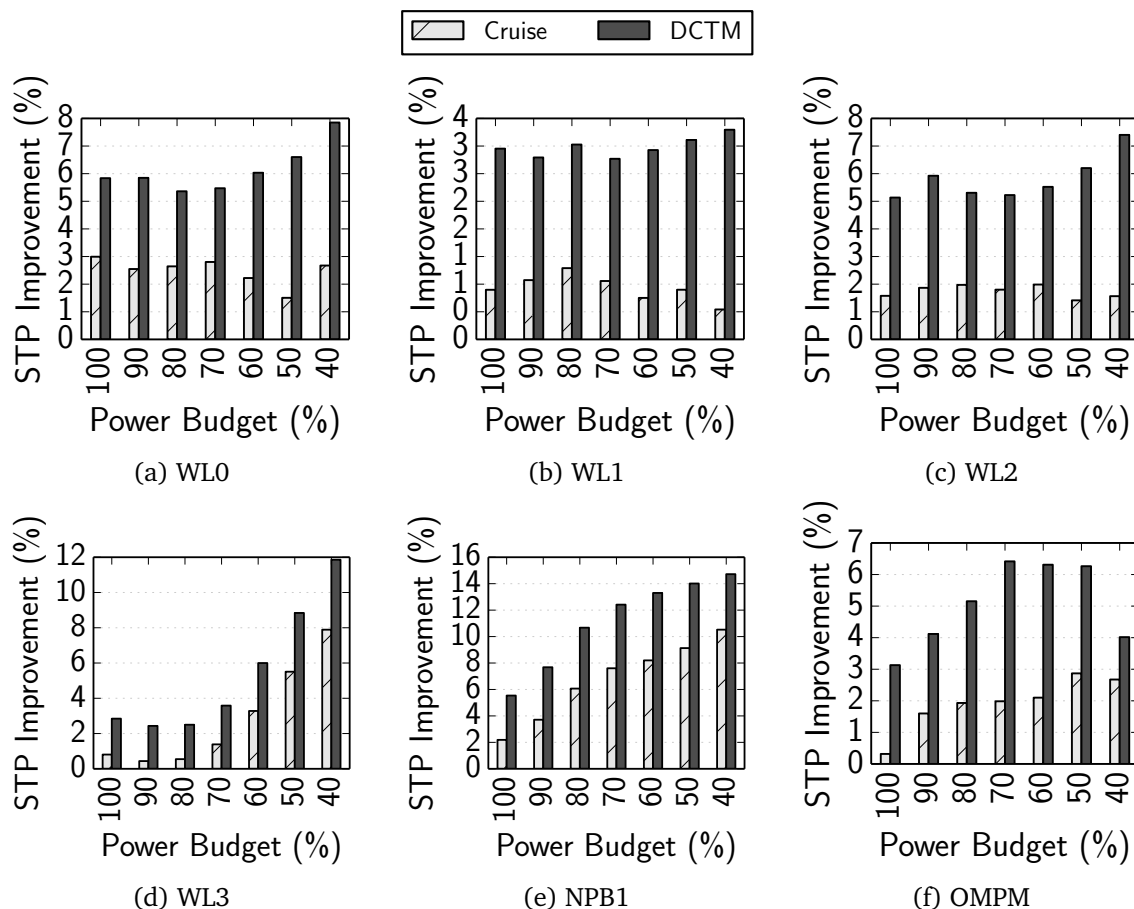 Cruise DCTM
STP Improvement (%)
8
7
6
5
4
3
2
1
0
100 90 80 70 60 50 40
Power Budget (%)
(a) WL0
STP Improvement (%)
4
3
3
2
2
1
1
0
0
100 90 80 70 60 50 40
Power Budget (%)
(b) WL1
STP Improvement (%)
8
7
6
5
4
3
2
1
0
100 90 80 70 60 50 40
Power Budget (%)
(c) WL2
STP Improvement (%)
12
10
8
6
4
2
0
100 90 80 70 60 50 40
Power Budget (%)
(d) WL3
STP Improvement (%)
16
14
12
10
8
6
4
2
0
100 90 80 70 60 50 40
Power Budget (%)
(e) NPB1
STP Improvement (%)
7
6
5
4
3
2
1
0
100 90 80 70 60 50 40
Power Budget (%)
(f) OMPM